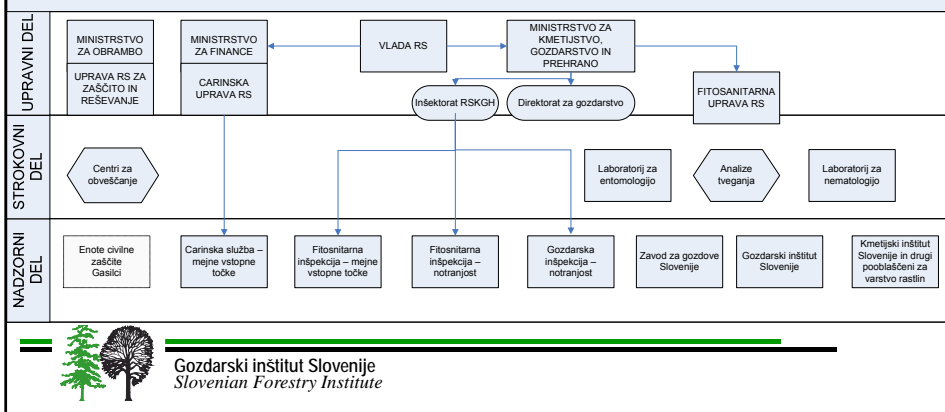 UPRAVNI DEL
MINISTRSTVO
ZA OBRAMBO
UPRAVA RS ZA
ZAŠČITO IN
REŠEVANJE
MINISTRSTVO
ZA FINANCE
CARINSKA
UPRAVA RS
VLADA RS
MINISTRSTVO ZA
KMETIJSTVO,
GOZDARSTVO IN
PREHRANO
Inšektorat RSKGH
Direktorat za gozdarstvo
FITOSANITARNA
UPRAVA RS
STROKOVNI
DEL
Centri za
obveščanje
Laboratorij za
entomologijo
Analize
tveganja
Laboratorij za
nematologijo
NADZORNI
DEL
Enote civilne
zaščite
Gasilci
Carinska služba –
mejne vstopne
točke
Fitosnitarna
inšpekcija – mejne
vstopne točke
Fitosnitarna
inšpekcija –
notranjost
Gozdarska
inšpekcija –
notranjost
Zavod za gozdove
Slovenije
Gozdarski inštitut
Slovenije
Kmetijski inštitut
Slovenije in drugi
pooblaščeni za
varstvo rastlin
Gozdarski inštitut Slovenije
Slovenian Forestry Institute